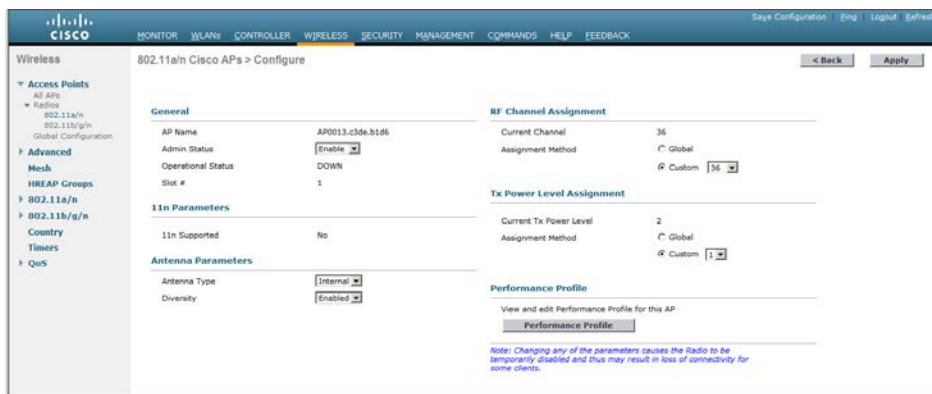 Save Configuration Ping Logout Refresh
CISCO
MONITOR WLANs CONTROLLER WIRELESS SECURITY MANAGEMENT COMMANDS HELP FEEDBACK
Wireless
Access Points
All APs
Radios
802.11a/n
802.11b/g/n
Global Configuration
Advanced
Mesh
HREAP Groups
802.11a/n
802.11b/g/n
Country
Timers
QoS
802.11a/n Cisco APs > Configure
< Back
Apply
General
AP Name AP0013.c3de.b1d6
Admin Status Enable
Operational Status DOWN
Slot # 1
11n Parameters
11n Supported No
Antenna Parameters
Antenna Type Internal
Diversity Enabled
RF Channel Assignment
Current Channel 36
Assignment Method Global
Custom 36
Tx Power Level Assignment
Current Tx Power Level 2
Assignment Method Global
Custom 1
Performance Profile
View and edit Performance Profile for this AP
Performance Profile
Note: Changing any of the parameters causes the Radio to be
temporarily disabled and thus may result in loss of connectivity for
some clients.